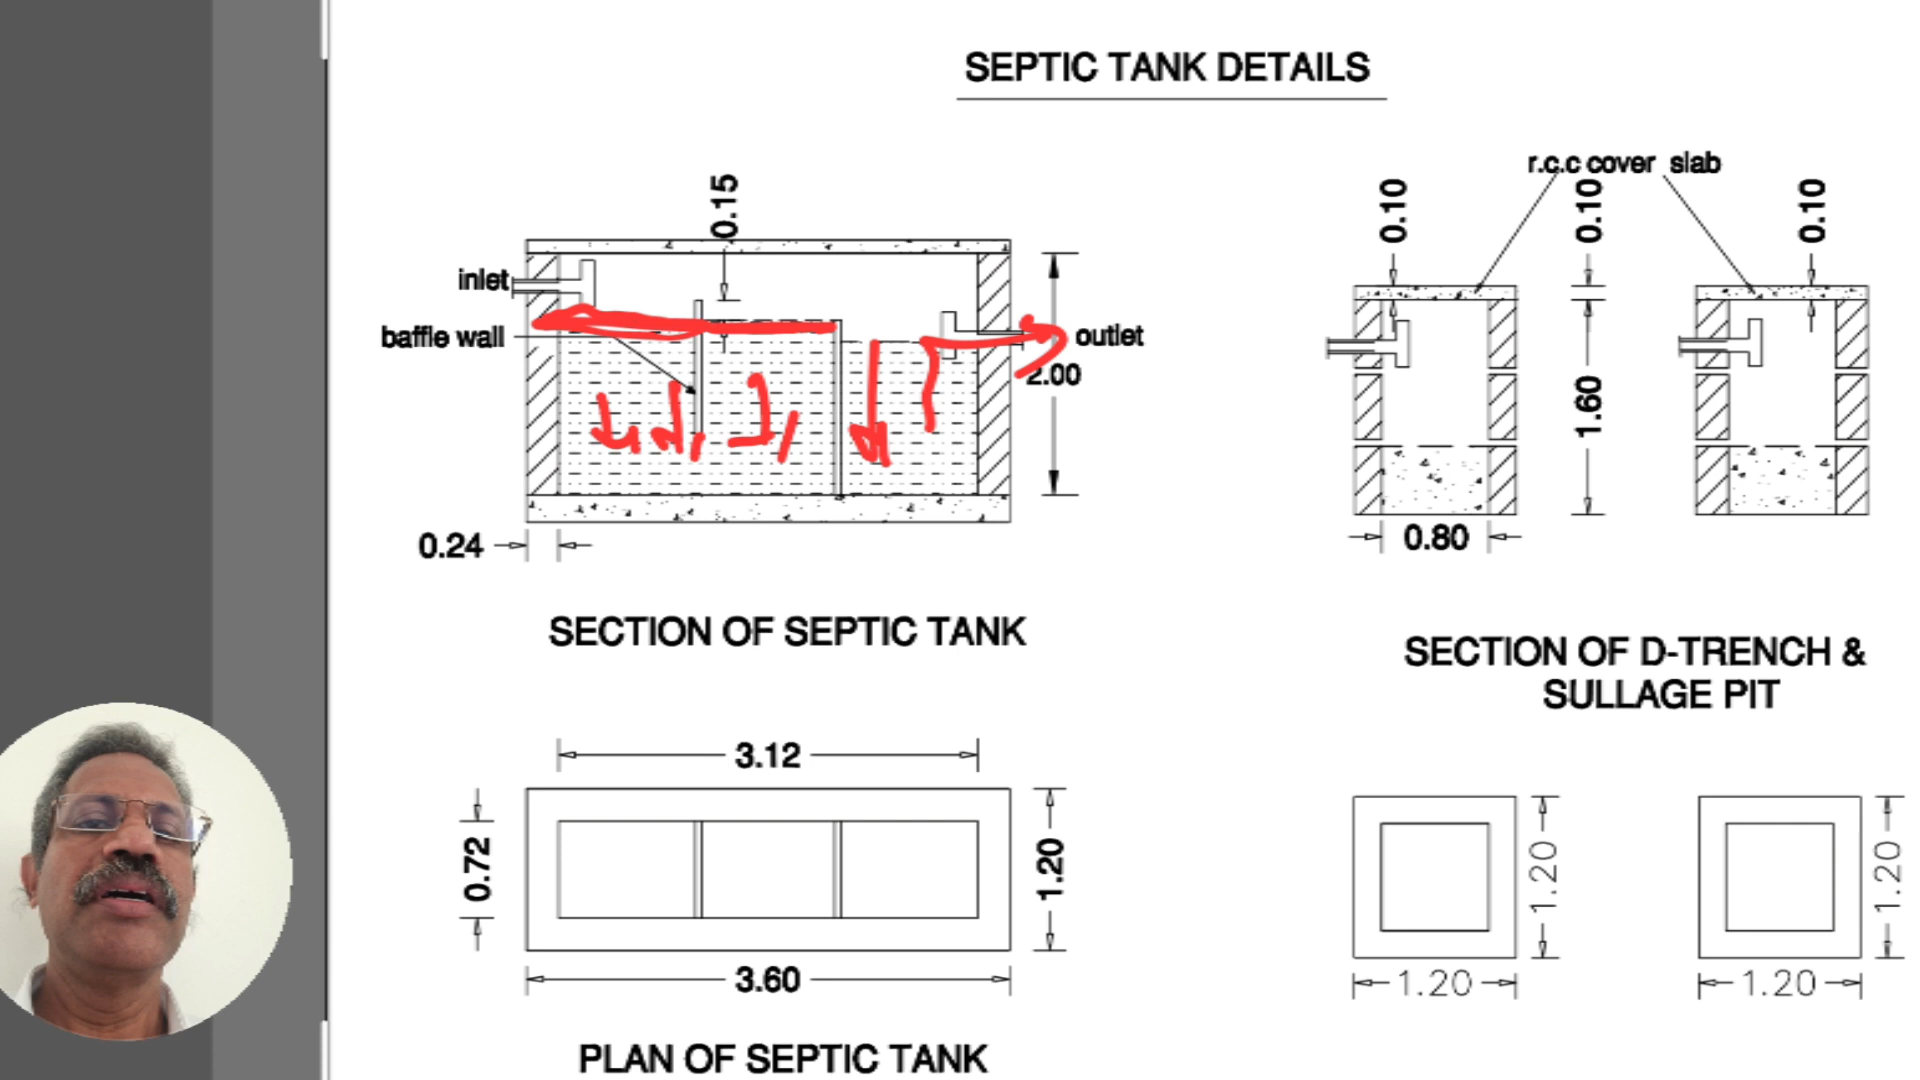 SEPTIC TANK DETAILS
r.c.c cover slab
0.15
0.10
0.10
0.10
inlet
baffle wall
outlet
2.00
1.60
0.24
0.80
SECTION OF SEPTIC TANK
SECTION OF D-TRENCH &
SULLAGE PIT
3.12
0.72
1.20
1.20
1.20
3.60
1.20
1.20
PLAN OF SEPTIC TANK